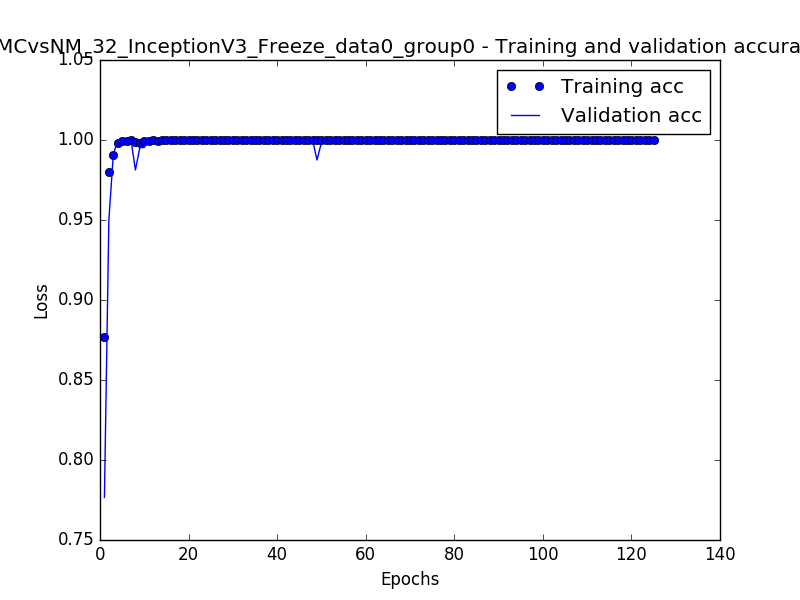 MCvsNM_32_InceptionV3_Freeze_data0_group0 - Training and validation accura
1.05
1.00
0.95
0.90
0.85
0.80
0.75
Loss
Training acc
Validation acc
0 20 40 60 80 100 120 140
Epochs